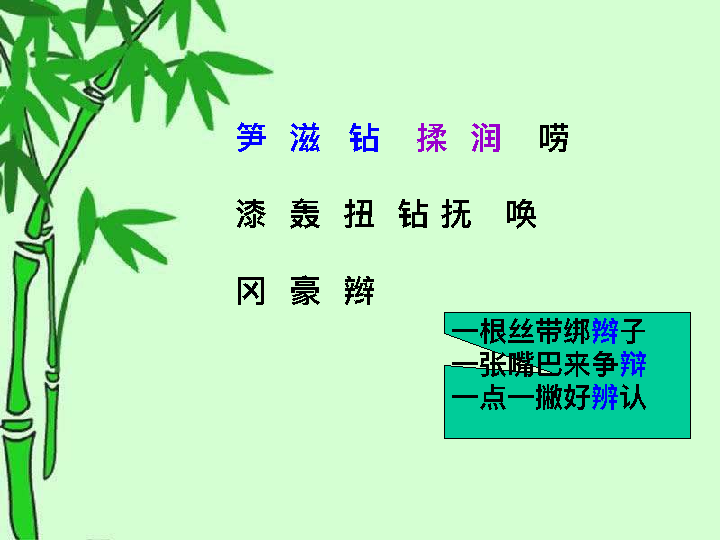 笋 滋 钻 揉 润 唠
漆 轰 扭 钻 抚 唤
冈 豪 辫
一根丝带绑辫子
一张嘴巴来争辩
一点一撇好辨认